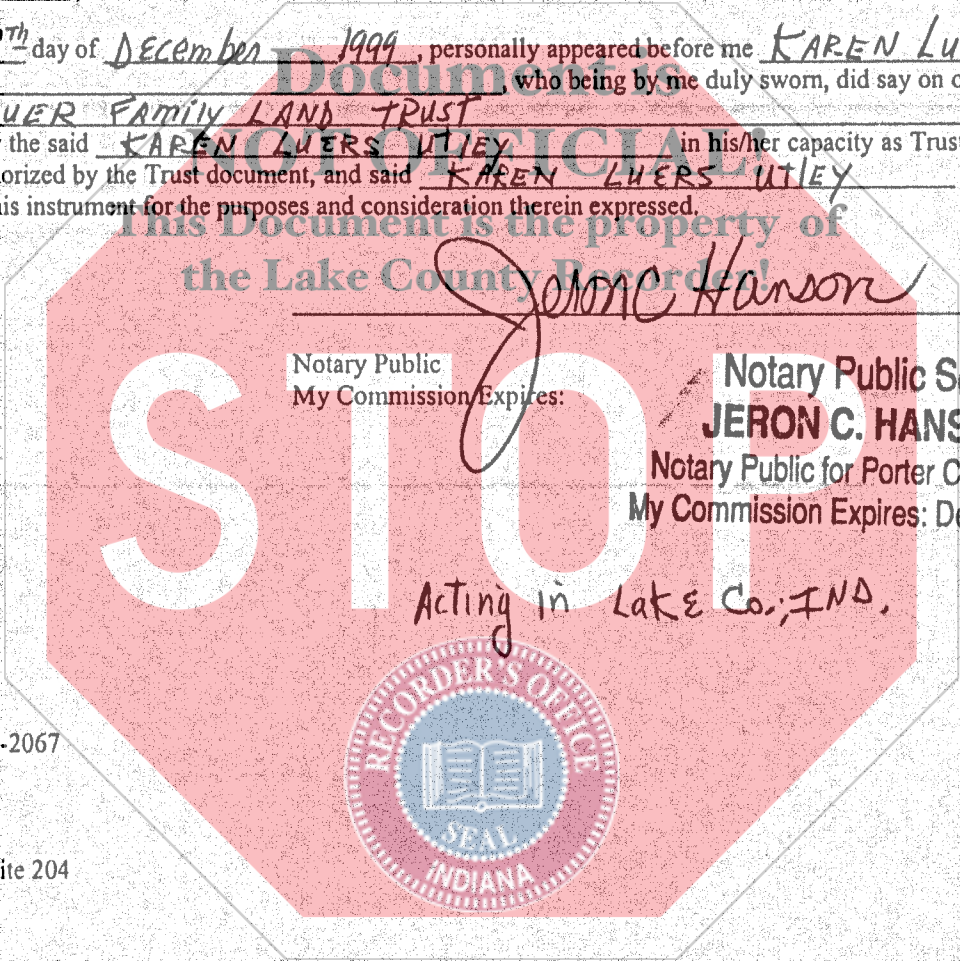 Th day of DECEmber 1999, personally appeared before me KAREN LU
Document is
, who being by me duly sworn, did say on o
UER FAMILY LAND TRUST
NOT OFFICIAL!
the said KAREN LUERS UTLEY in his/her capacity as Trust
orized by the Trust document, and said KAREN LUERS UTLEY
is instrument for the purposes and consideration therein expressed.
This Document is the property of
the Lake County Recorder!
Jeron C Hanson
STOP
Notary Public
My Commission Expires:
Notary Public S
JERON C. HANS
Notary Public for Porter C
My Commission Expires: De
Acting in Lake Co., IND.
RECORDER'S OFFICE
SEAL
INDIANA
-2067
ite 204